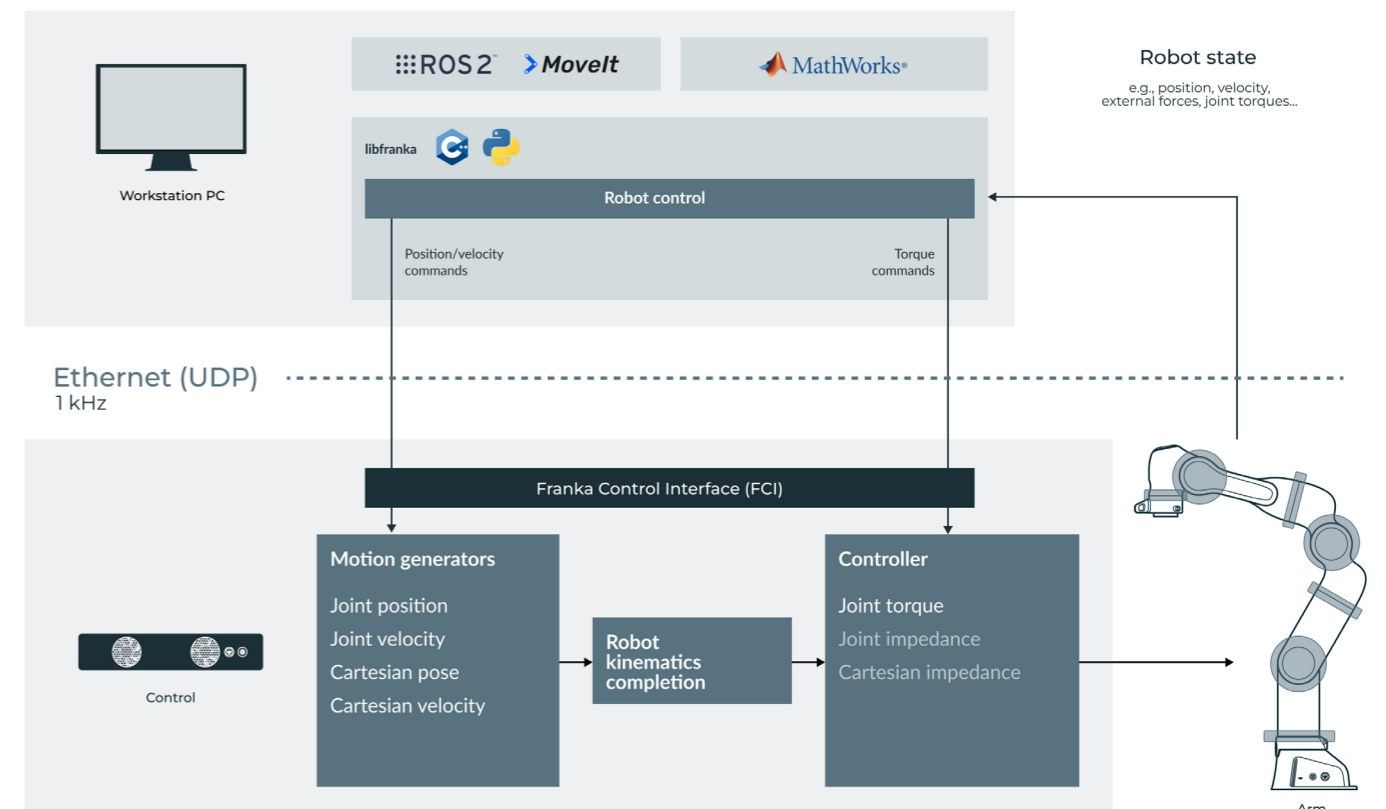 ROS 2™
MoveIt
MathWorks®
Robot state
e.g., position, velocity,
external forces, joint torques...
libfranka
C++
Workstation PC
Robot control
Position/velocity
commands
Torque
commands
Ethernet (UDP)
1 kHz
Franka Control Interface (FCI)
Motion generators
Joint position
Joint velocity
Cartesian pose
Cartesian velocity
Robot
kinematics
completion
Controller
Joint torque
Joint impedance
Cartesian impedance
Control
Arm